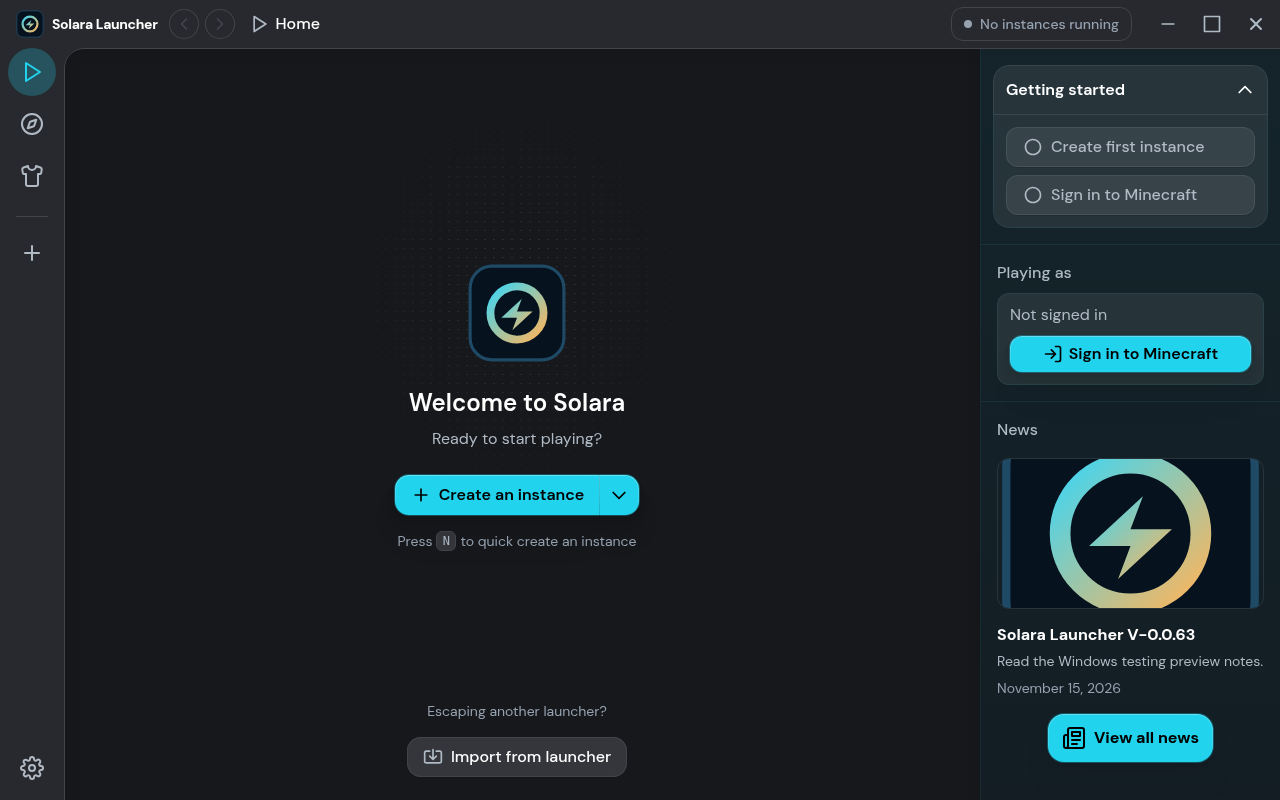 Solara Launcher
Home
No instances running
Getting started
Create first instance
Sign in to Minecraft
Playing as
Not signed in
Sign in to Minecraft
News
Solara Launcher V-0.0.63
Read the Windows testing preview notes.
November 15, 2026
View all news
Welcome to Solara
Ready to start playing?
Create an instance
Press N to quick create an instance
Escaping another launcher?
Import from launcher